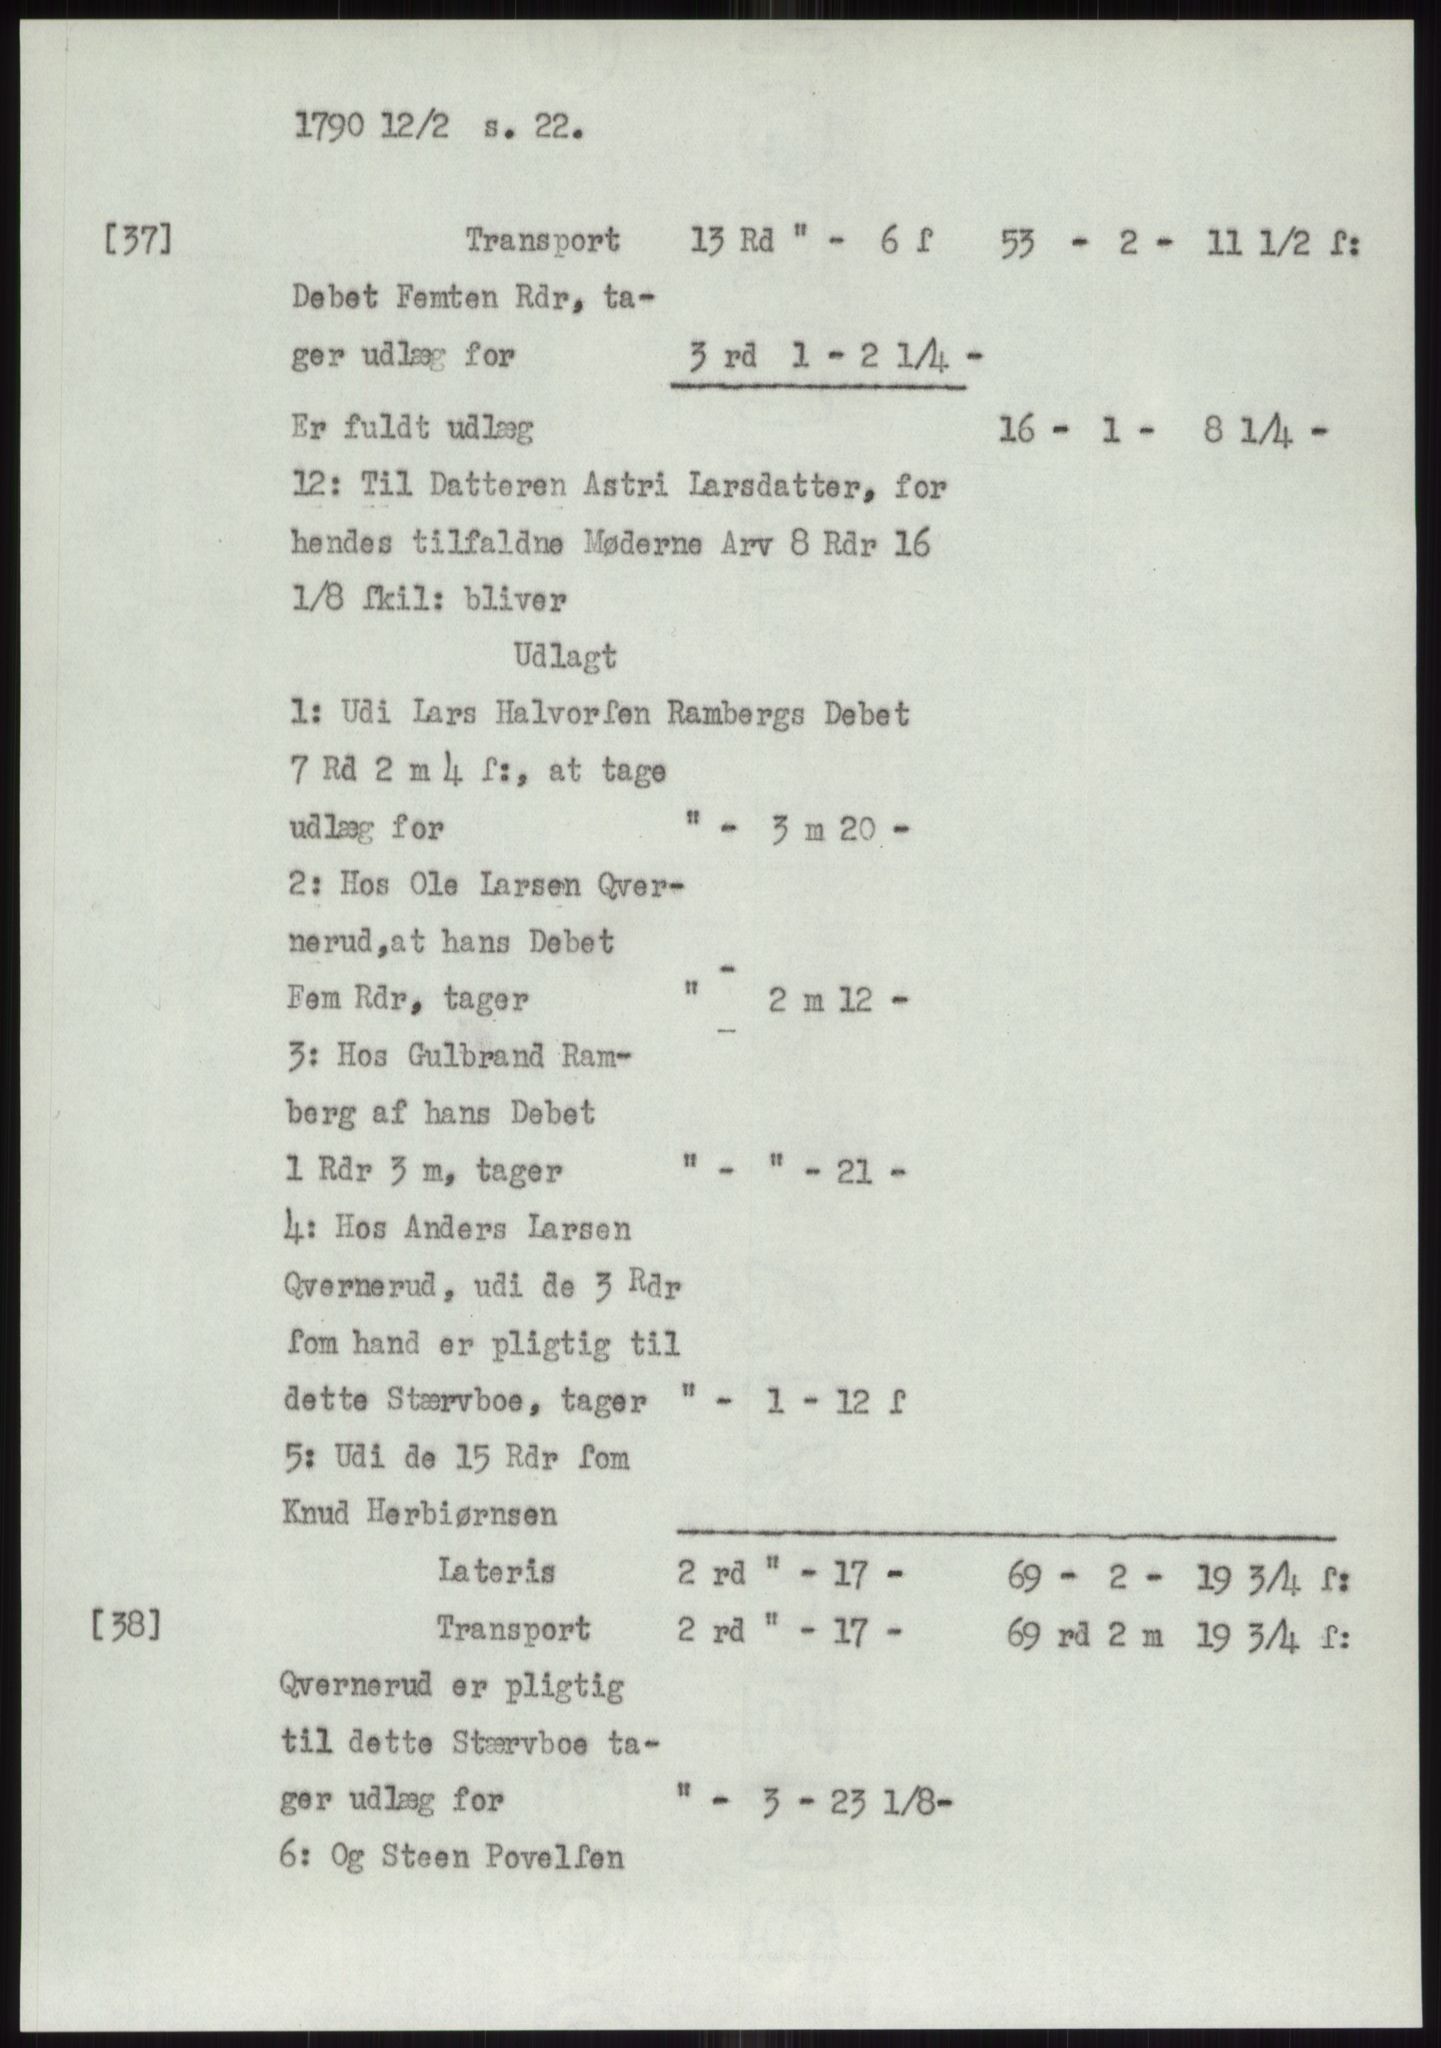 1790 12/2 s. 22.
[37] Transport 13 Rd " - 6 ſ 53 - 2 - 11 1/2 ſ:
Debet Femten Rdr, ta-
ger udlæg for 3 rd 1 - 2 1/4 -
Er fuldt udlæg 16 - 1 - 8 1/4 -
12: Til Datteren Astri Larsdatter, for
hendes tilfaldne Møderne Arv 8 Rdr 16
1/8 ſkil: bliver
Udlagt
1: Udi Lars Halvorſen Rambergs Debet
7 Rd 2 m 4 ſ:, at tage
udlæg for " - 3 m 20 -
2: Hos Ole Larsen Qver-
nerud,at hans Debet
Fem Rdr, tager " - 2 m 12 -
3: Hos Gulbrand Ram-
berg af hans Debet
1 Rdr 3 m, tager " - " - 21 -
4: Hos Anders Larsen
Qvernerud, udi de 3 Rdr
ſom hand er pligtig til
dette Stærvboe, tager " - 1 - 12 ſ
5: Udi de 15 Rdr ſom
Knud Herbiørnsen
Lateris 2 rd " - 17 - 69 - 2 - 19 3/4 ſ:
[38] Transport 2 rd " - 17 - 69 rd 2 m 19 3/4 ſ:
Qvernerud er pligtig
til dette Stærvboe ta-
ger udlæg for " - 3 - 23 1/8-
6: Og Steen Povelſen